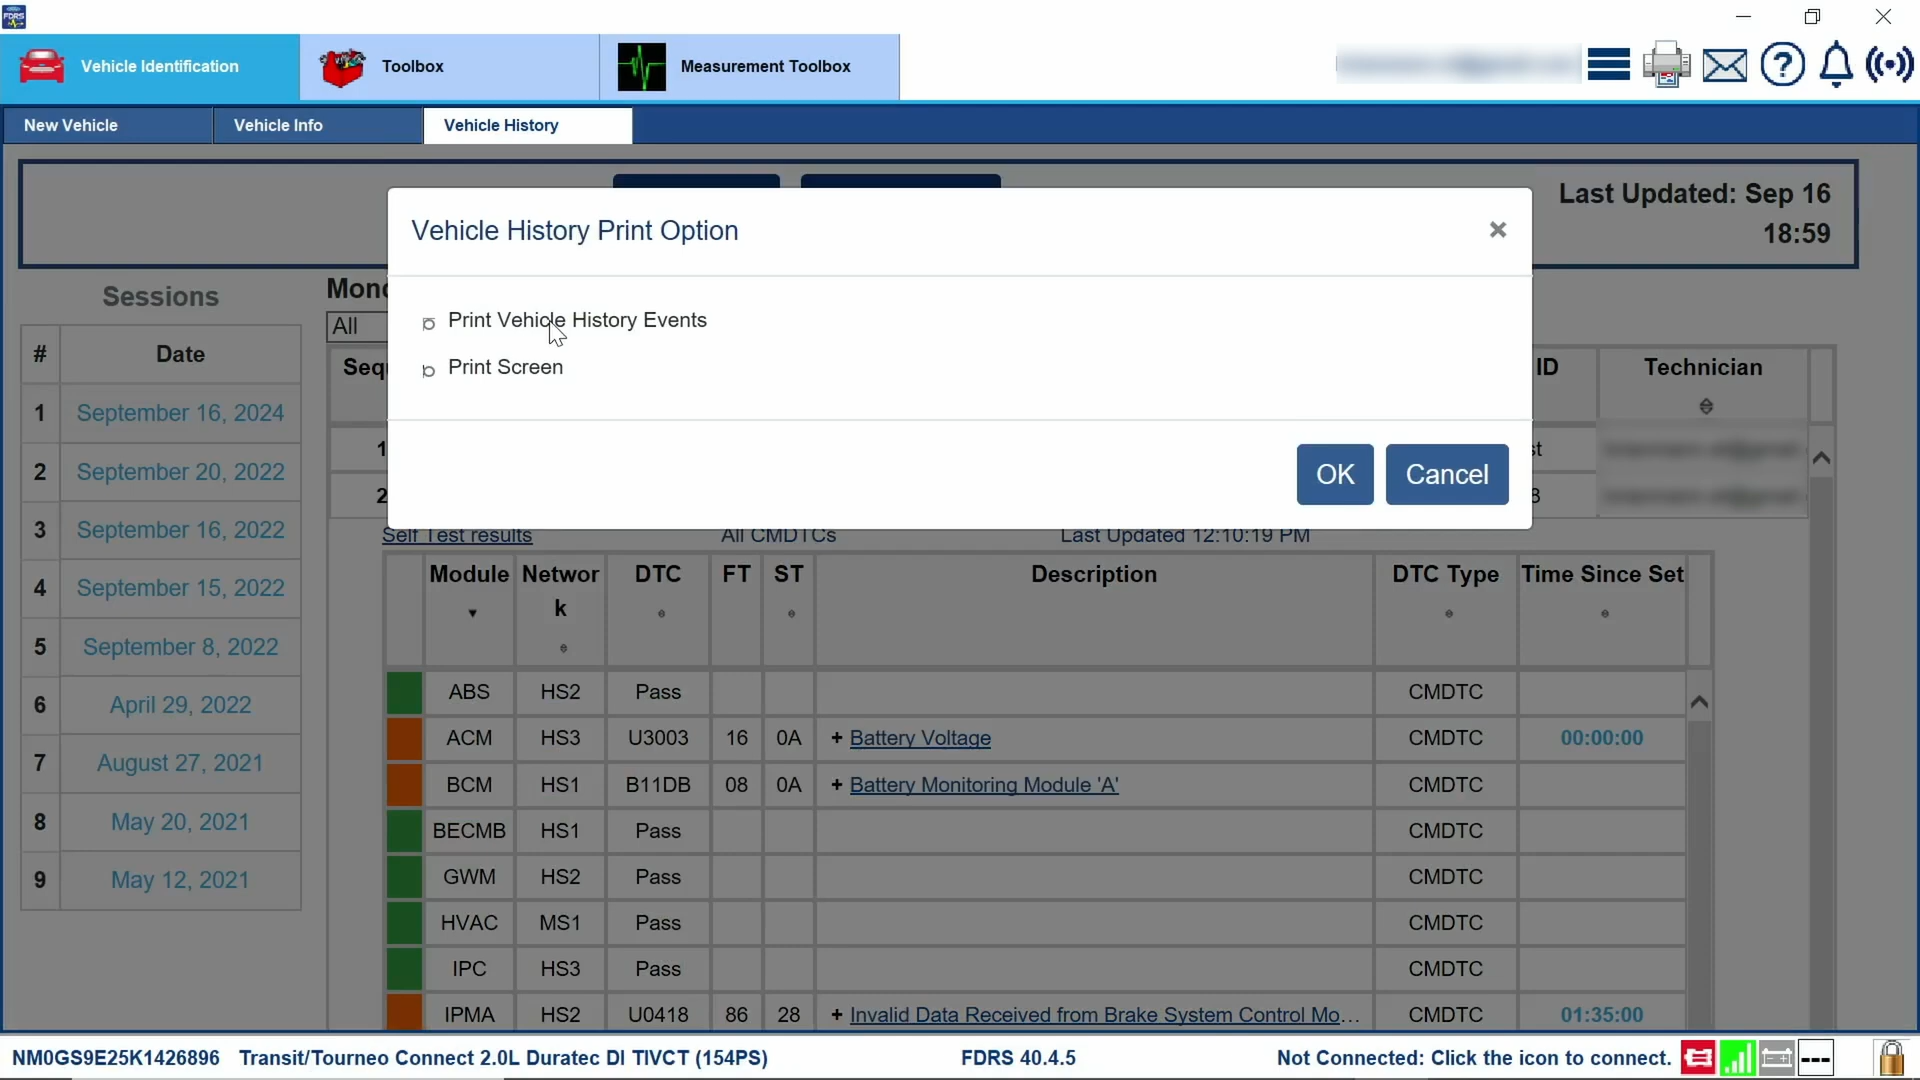 FDRS
Vehicle Identification
Toolbox
Measurement Toolbox
New Vehicle
Vehicle Info
Vehicle History
Last Updated: Sep 16
18:59
Vehicle History Print Option
Print Vehicle History Events
Print Screen
OK
Cancel
Sessions
# Date
1 September 16, 2024
2 September 20, 2022
3 September 16, 2022
4 September 15, 2022
5 September 8, 2022
6 April 29, 2022
7 August 27, 2021
8 May 20, 2021
9 May 12, 2021
All
ID Technician
1
2
Self Test results All CMDTCs Last Updated 12:10:19 PM
Module Networ DTC FT ST Description DTC Type Time Since Set
k
ABS HS2 Pass CMDTC
ACM HS3 U3003 16 0A + Battery Voltage CMDTC 00:00:00
BCM HS1 B11DB 08 0A + Battery Monitoring Module 'A' CMDTC
BECMB HS1 Pass CMDTC
GWM HS2 Pass CMDTC
HVAC MS1 Pass CMDTC
IPC HS3 Pass CMDTC
IPMA HS2 U0418 86 28 + Invalid Data Received from Brake System Control Mo... CMDTC 01:35:00
NM0GS9E25K1426896 Transit/Tourneo Connect 2.0L Duratec DI TIVCT (154PS) FDRS 40.4.5 Not Connected: Click the icon to connect. ---